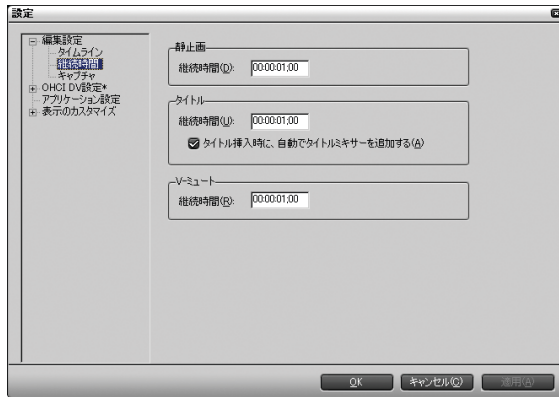 設定
編集設定
タイムライン
継続時間
キャプチャ
OHCI DV設定*
アプリケーション設定
表示のカスタマイズ
静止画
継続時間(D): 00:00:01;00
タイトル
継続時間(U): 00:00:01;00
タイトル挿入時に、自動でタイトルミキサーを追加する(A)
V-ミュート
継続時間(R): 00:00:01;00
OK キャンセル(C) 適用(A)